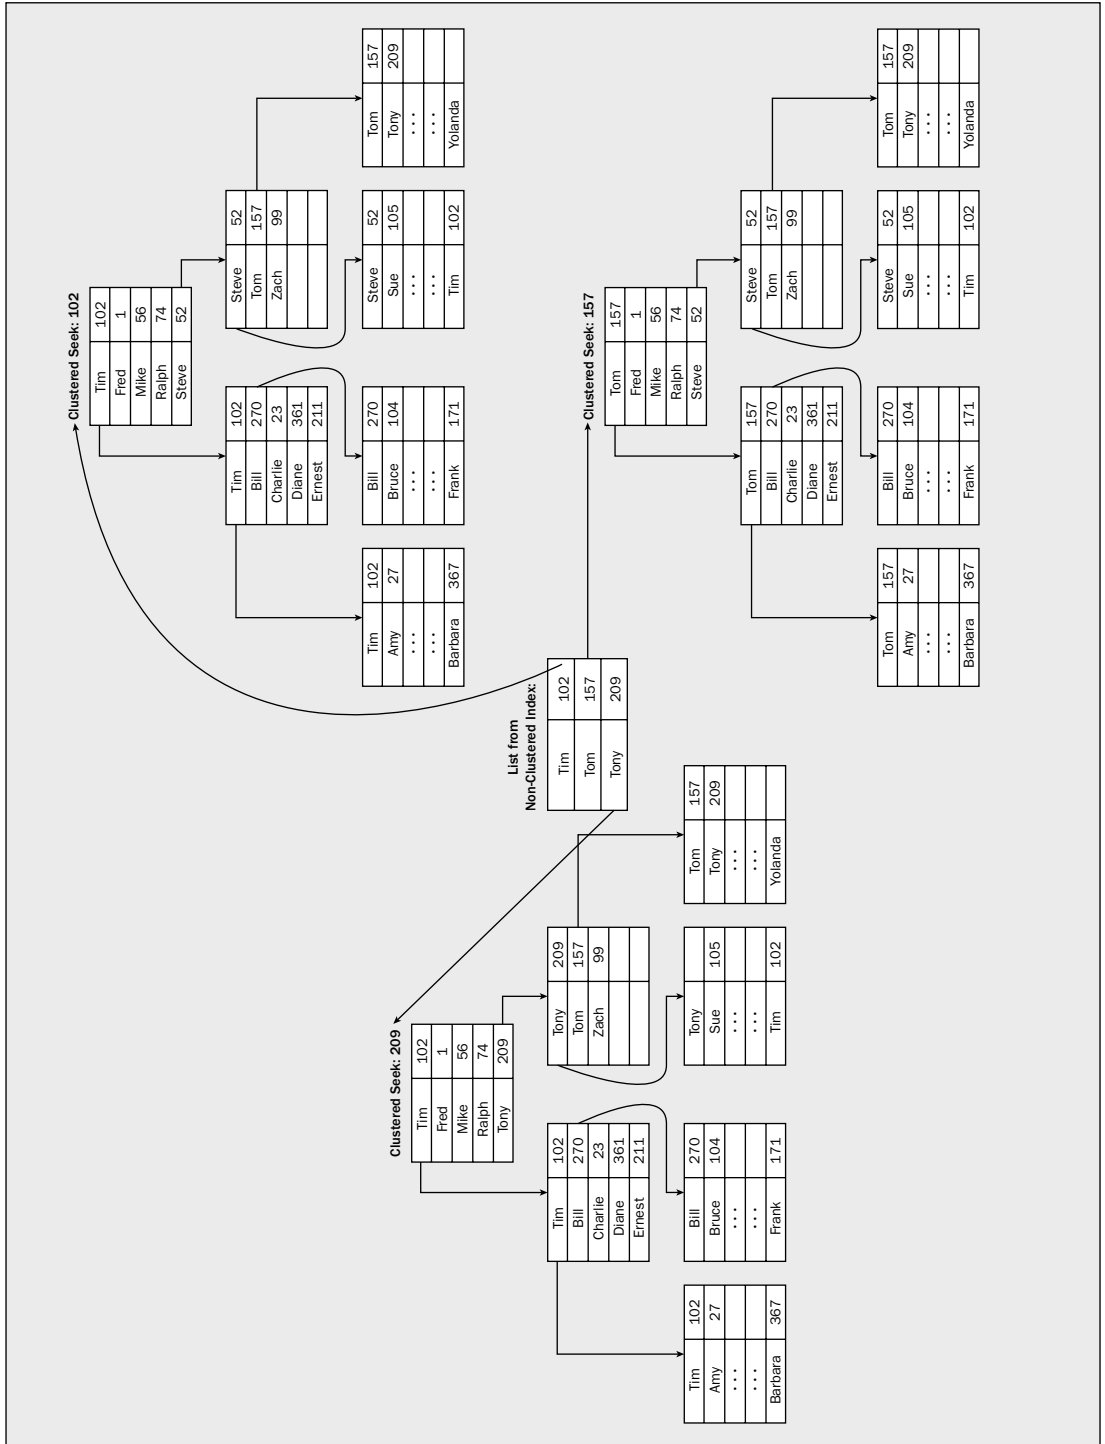 Clustered Seek: 102
Tim 102
Fred 1
Mike 56
Ralph 74
Steve 52
Tim 102
Bill 270
Charlie 23
Diane 361
Ernest 211
Steve 52
Tom 157
Zach 99
Tim 102
Amy 27
. . .
. . .
Barbara 367
Bill 270
Bruce 104
. . .
. . .
Frank 171
Steve 52
Sue 105
. . .
. . .
Tim 102
Tom 157
Tony 209
. . .
. . .
Yolanda
Clustered Seek: 209
Tim 102
Fred 1
Mike 56
Ralph 74
Tony 209
Tim 102
Bill 270
Charlie 23
Diane 361
Ernest 211
Tony 209
Tom 157
Zach 99
Tim 102
Amy 27
. . .
. . .
Barbara 367
Bill 270
Bruce 104
. . .
. . .
Frank 171
Tony
Sue 105
. . .
. . .
Tim 102
Tom 157
Tony 209
. . .
. . .
Yolanda
List from
Non-Clustered Index:
Tim 102
Tom 157
Tony 209
Clustered Seek: 157
Tom 157
Fred 1
Mike 56
Ralph 74
Steve 52
Tom 157
Bill 270
Charlie 23
Diane 361
Ernest 211
Steve 52
Tom 157
Zach 99
Tom 157
Amy 27
. . .
. . .
Barbara 367
Bill 270
Bruce 104
. . .
. . .
Frank 171
Steve 52
Sue 105
. . .
. . .
Tim 102
Tom 157
Tony 209
. . .
. . .
Yolanda